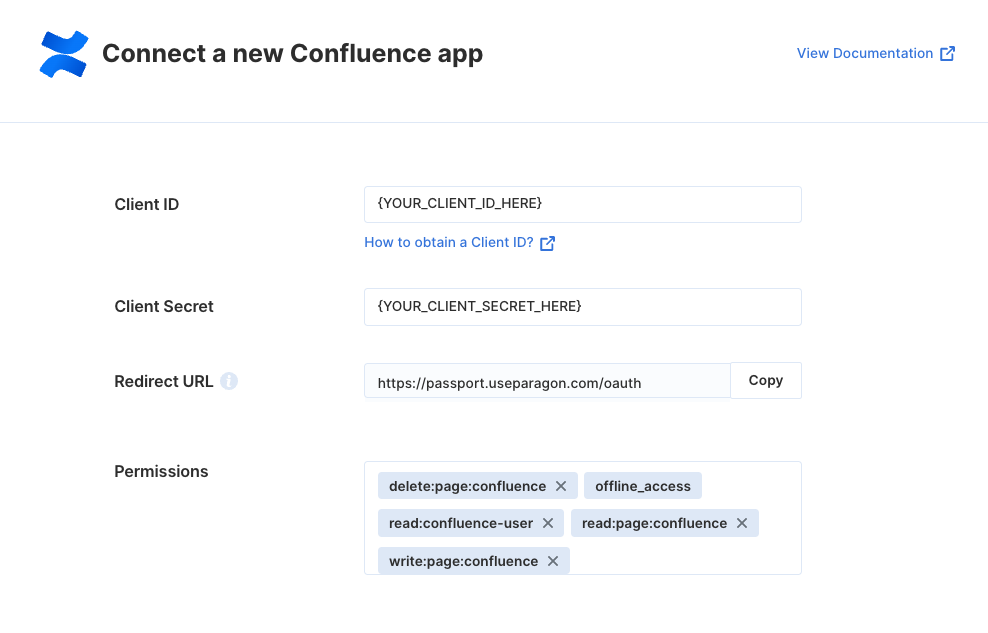 Connect a new Confluence app
View Documentation
Client ID
{YOUR_CLIENT_ID_HERE}
How to obtain a Client ID?
Client Secret
{YOUR_CLIENT_SECRET_HERE}
Redirect URL
https://passport.useparagon.com/oauth
Copy
Permissions
delete:page:confluence
offline_access
read:confluence-user
read:page:confluence
write:page:confluence